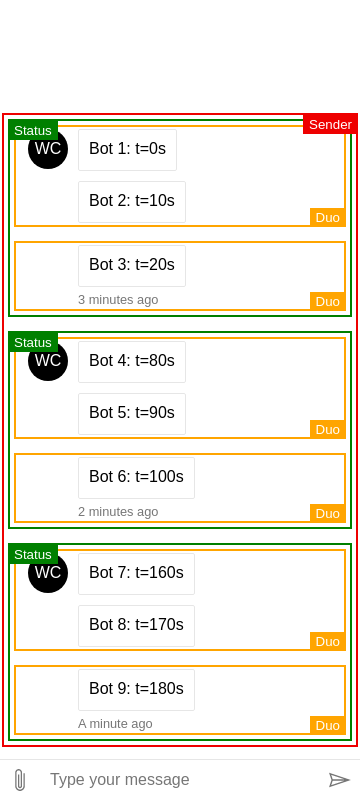 Sender
Status
WC
Bot 1: t=0s
Bot 2: t=10s
Duo
Bot 3: t=20s
3 minutes ago
Duo
Status
WC
Bot 4: t=80s
Bot 5: t=90s
Duo
Bot 6: t=100s
2 minutes ago
Duo
Status
WC
Bot 7: t=160s
Bot 8: t=170s
Duo
Bot 9: t=180s
A minute ago
Duo
Type your message